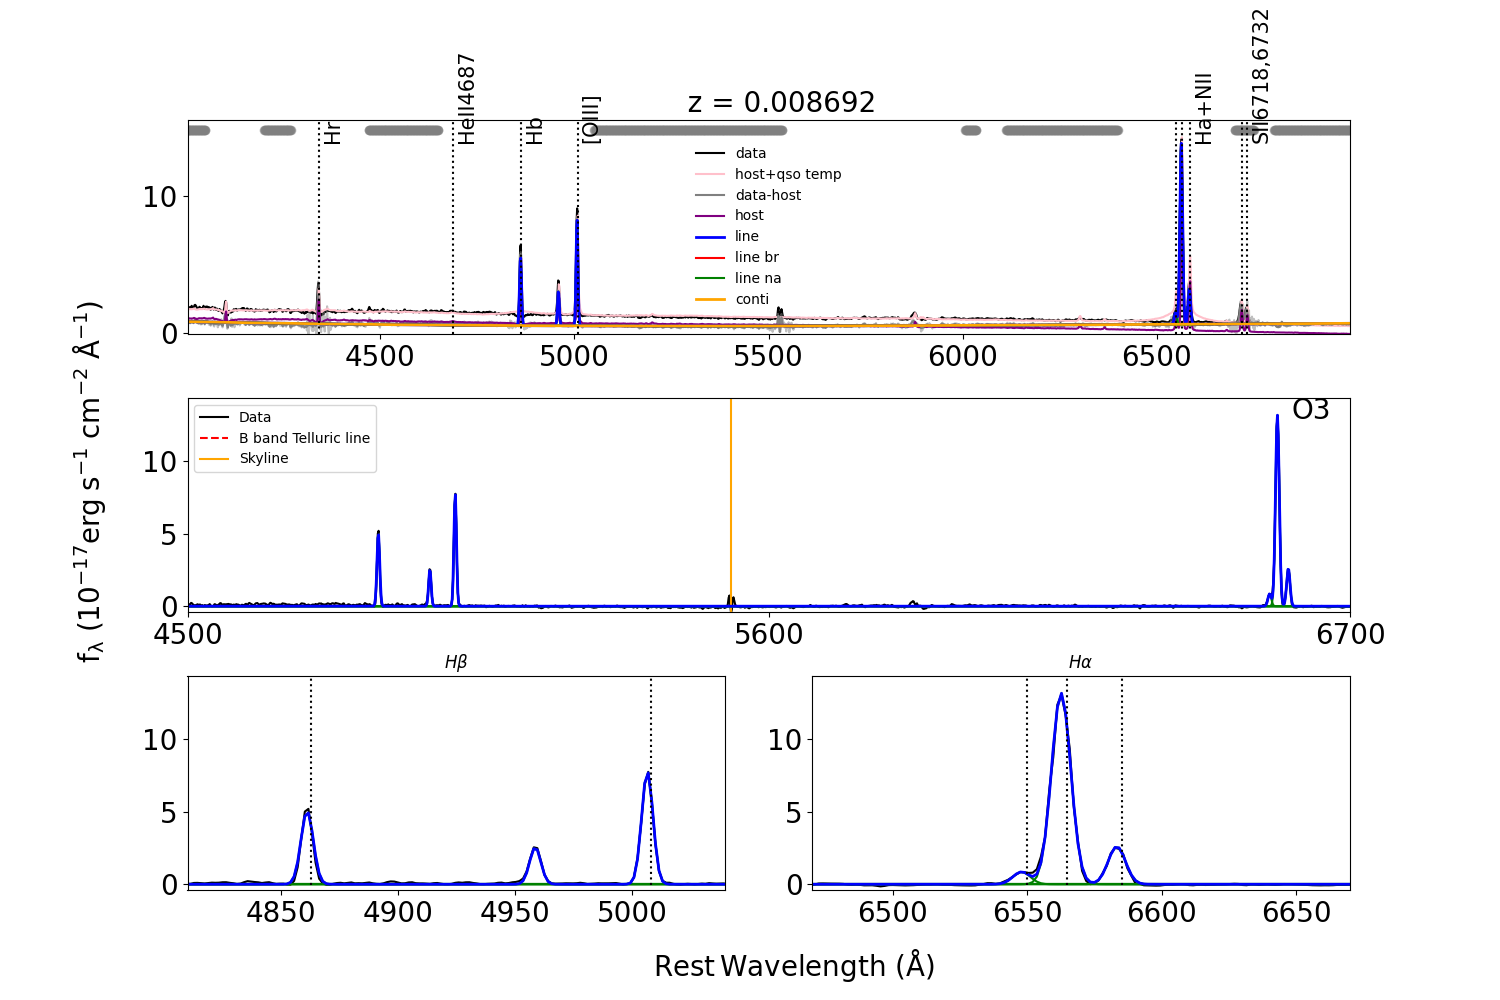 z = 0.008692
Hr
HeII4687
Hb
[OIII]
Ha+NII
SII6718,6732
data
host+qso temp
data-host
host
line
line br
line na
conti
10
0
4500 5000 5500 6000 6500
fλ (10−17erg s−1 cm−2 Å−1)
Data
B band Telluric line
Skyline
O3
10
5
0
4500 5600 6700
Hβ
10
5
0
4850 4900 4950 5000
Hα
10
5
0
6500 6550 6600 6650
Rest Wavelength (Å)